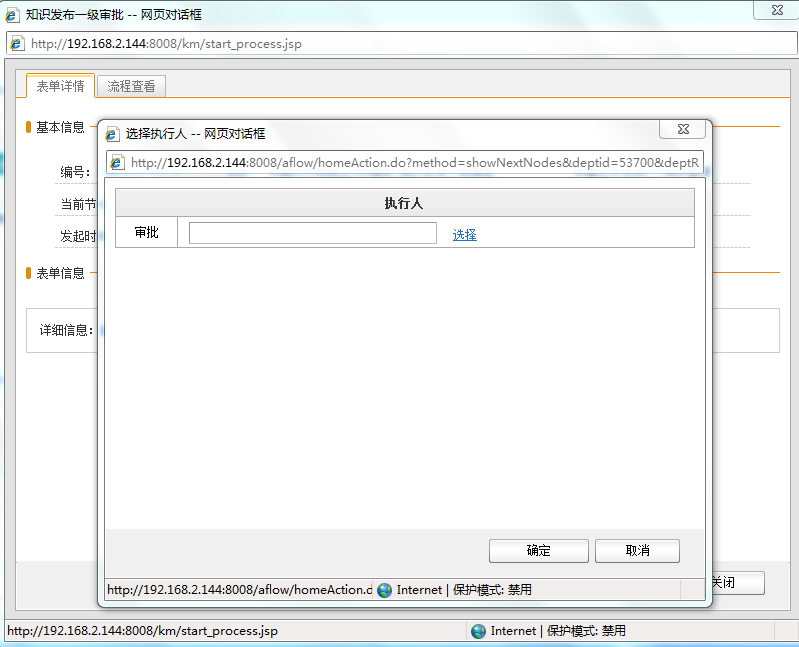 知识发布一级审批 -- 网页对话框
http://192.168.2.144:8008/km/start_process.jsp
表单详情 流程查看
基本信息
编号:
当前节
发起时
表单信息
详细信息:
选择执行人 -- 网页对话框
http://192.168.2.144:8008/aflow/homeAction.do?method=showNextNodes&deptid=53700&deptR
执行人
审批 选择
确定 取消
http://192.168.2.144:8008/aflow/homeAction.d Internet | 保护模式: 禁用
关闭
http://192.168.2.144:8008/km/start_process.jsp Internet | 保护模式: 禁用